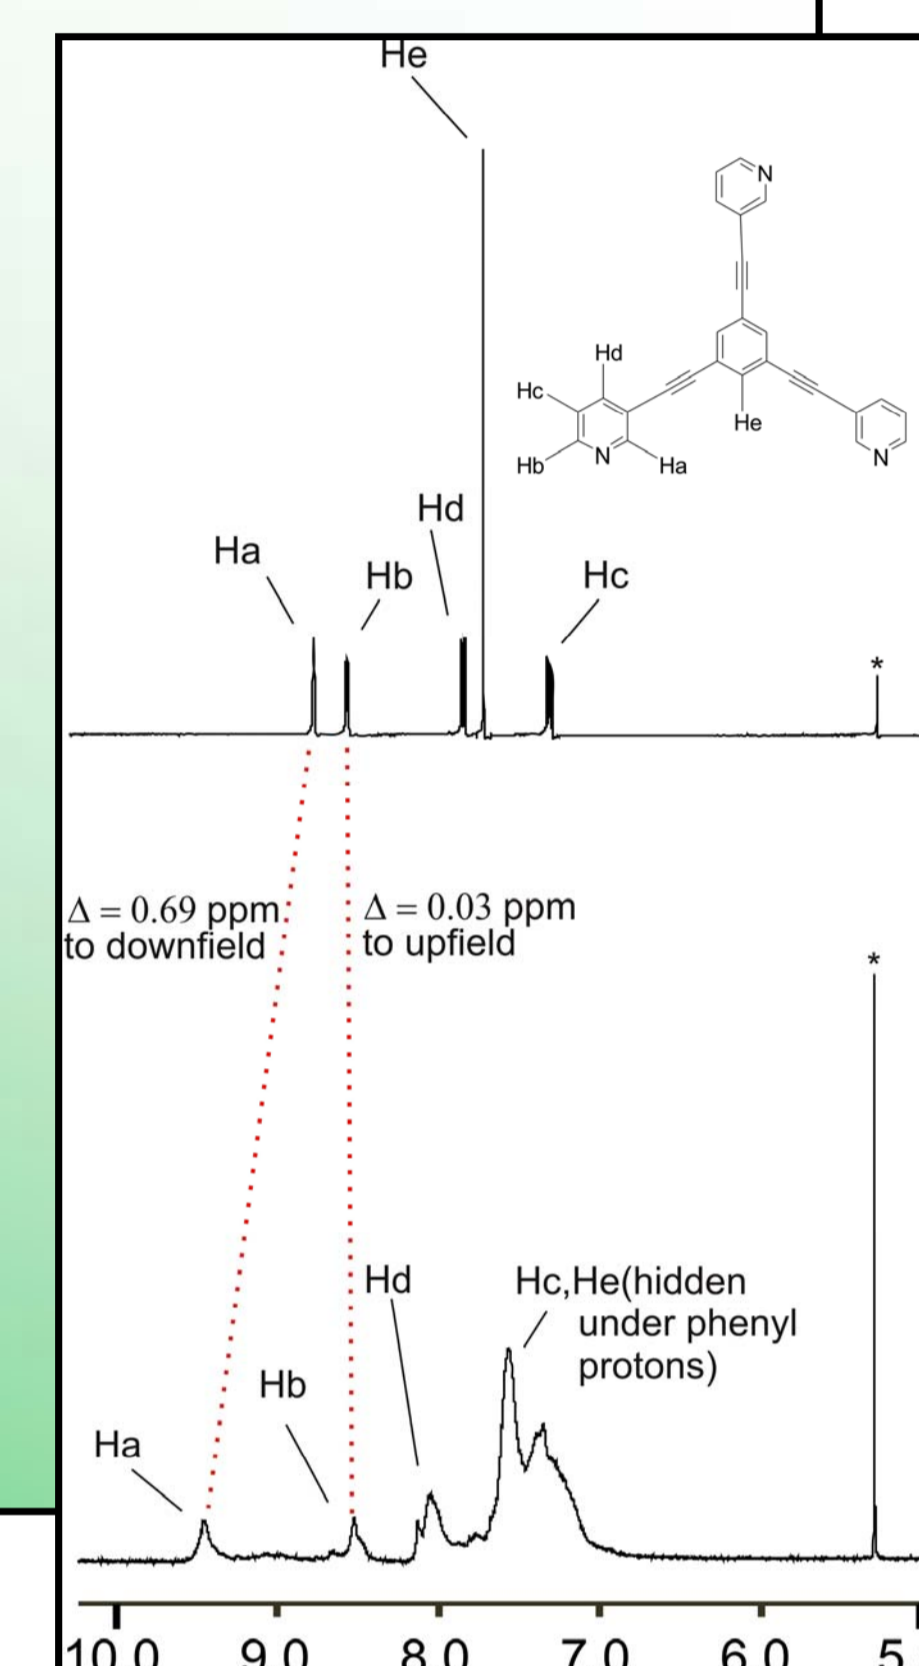 He
N
Hd
Hc
He
Hb
N
Ha
N
Hd
Ha
Hb
Hc
*
Δ = 0.69 ppm
to downfield
Δ = 0.03 ppm
to upfield
*
Hd
Hc,He(hidden
under phenyl
protons)
Hb
Ha
10.0 9.0 8.0 7.0 6.0 5